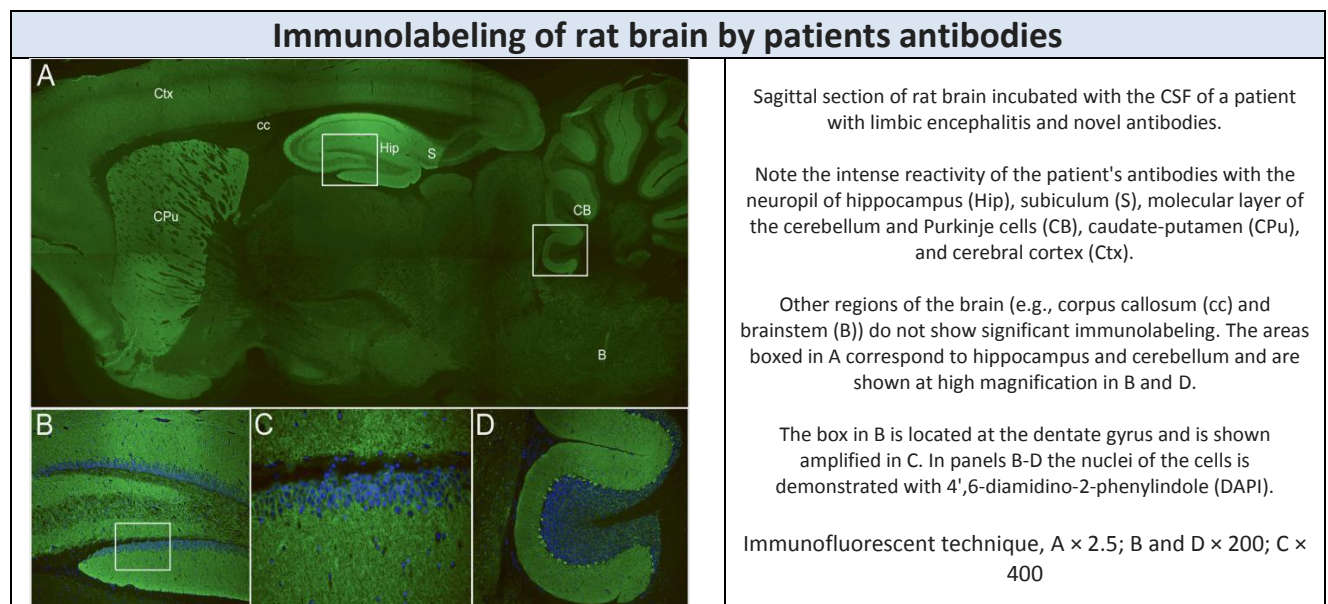 Immunolabeling of rat brain by patients antibodies
A
Ctx
cc
Hip
S
CPu
CB
B
B
C
D
Sagittal section of rat brain incubated with the CSF of a patient
with limbic encephalitis and novel antibodies.
Note the intense reactivity of the patient's antibodies with the
neuropil of hippocampus (Hip), subiculum (S), molecular layer of
the cerebellum and Purkinje cells (CB), caudate-putamen (CPu),
and cerebral cortex (Ctx).
Other regions of the brain (e.g., corpus callosum (cc) and
brainstem (B)) do not show significant immunolabeling. The areas
boxed in A correspond to hippocampus and cerebellum and are
shown at high magnification in B and D.
The box in B is located at the dentate gyrus and is shown
amplified in C. In panels B-D the nuclei of the cells is
demonstrated with 4',6-diamidino-2-phenylindole (DAPI).
Immunofluorescent technique, A × 2.5; B and D × 200; C ×
400